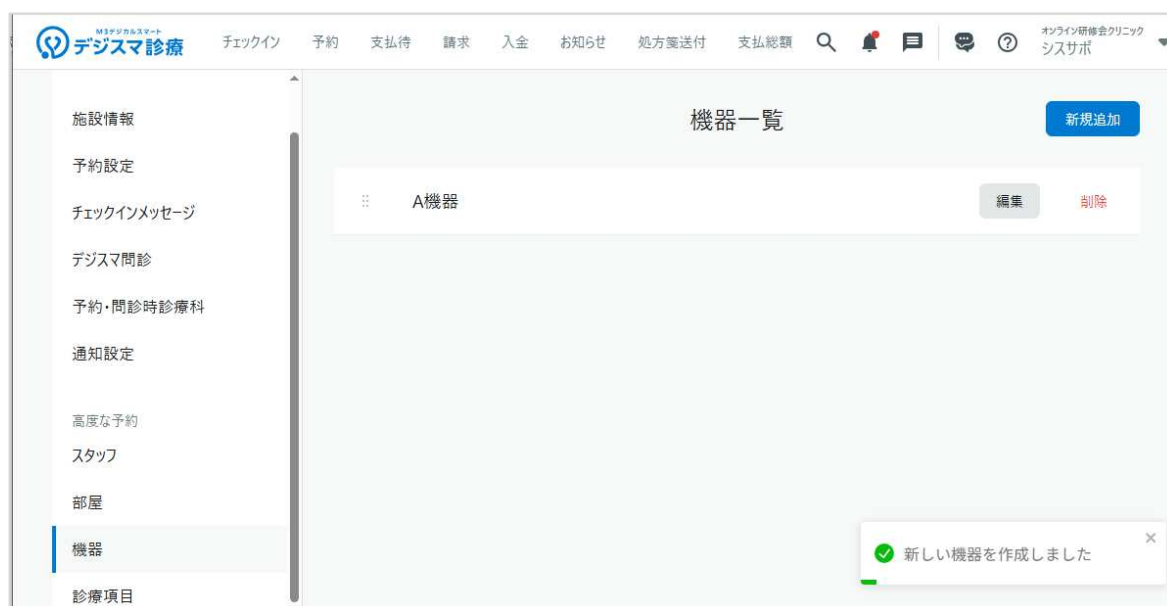 M3デジカルスマート
デジスマ診療
チェックイン
予約
支払待
請求
入金
お知らせ
処方箋送付
支払総額
オンライン研修会クリニック
シスサポ
施設情報
予約設定
チェックインメッセージ
デジスマ問診
予約・問診時診療科
通知設定
高度な予約
スタッフ
部屋
機器
診療項目
機器一覧
新規追加
A機器
編集
削除
新しい機器を作成しました